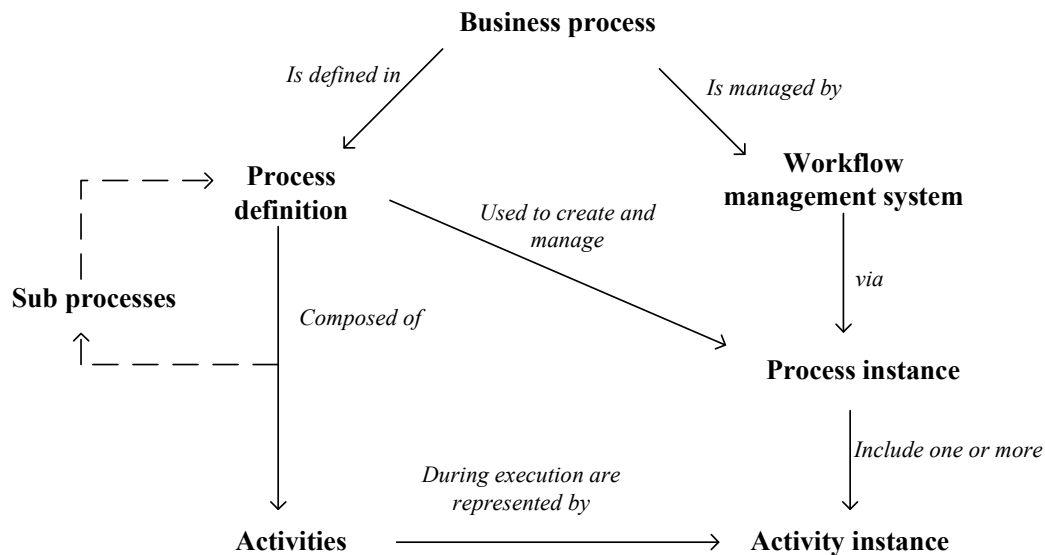 Business process
Is defined in
Is managed by
Process
definition
Workflow
management system
Used to create and
manage
via
Sub processes
Composed of
Process instance
Include one or more
During execution are
represented by
Activities
Activity instance